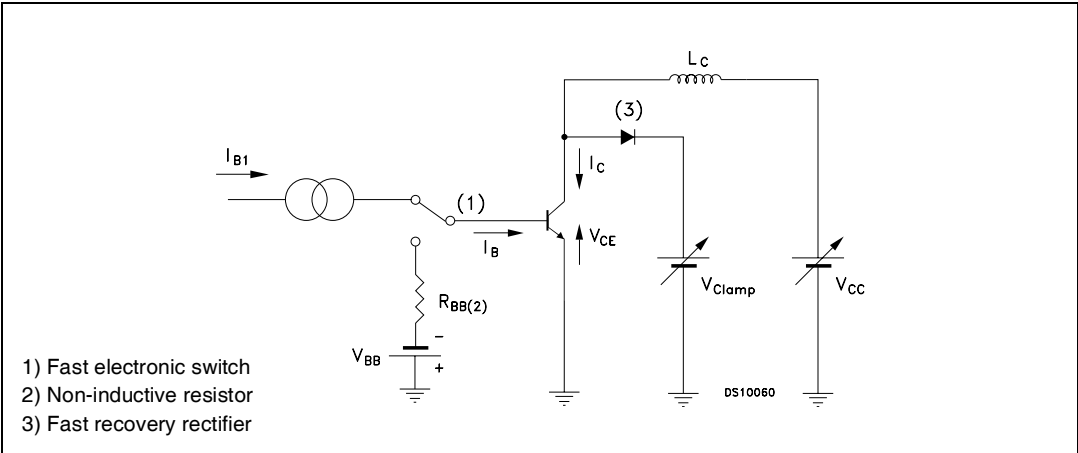 L_C
(3)
I_B1
I_C
(1)
I_B
V_CE
V_Clamp
V_CC
R_BB(2)
V_BB
−
+
DS10060
1) Fast electronic switch
2) Non-inductive resistor
3) Fast recovery rectifier